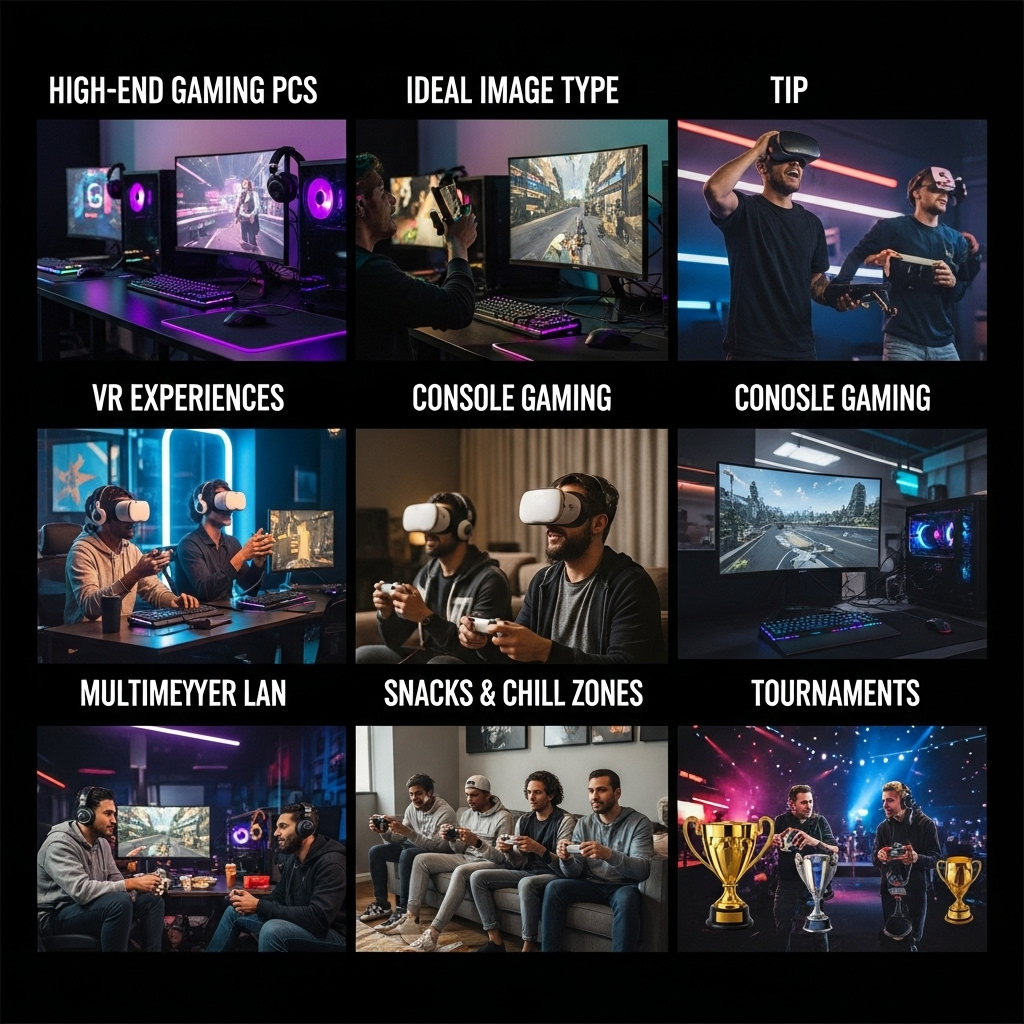 HIGH-END GAMING PCS
IDEAL IMAGE TYPE
TIP
VR EXPERIENCES
CONSOLE GAMING
CONOSLE GAMING
MULTIMEYYER LAN
SNACKS & CHILL ZONES
TOURNAMENTS